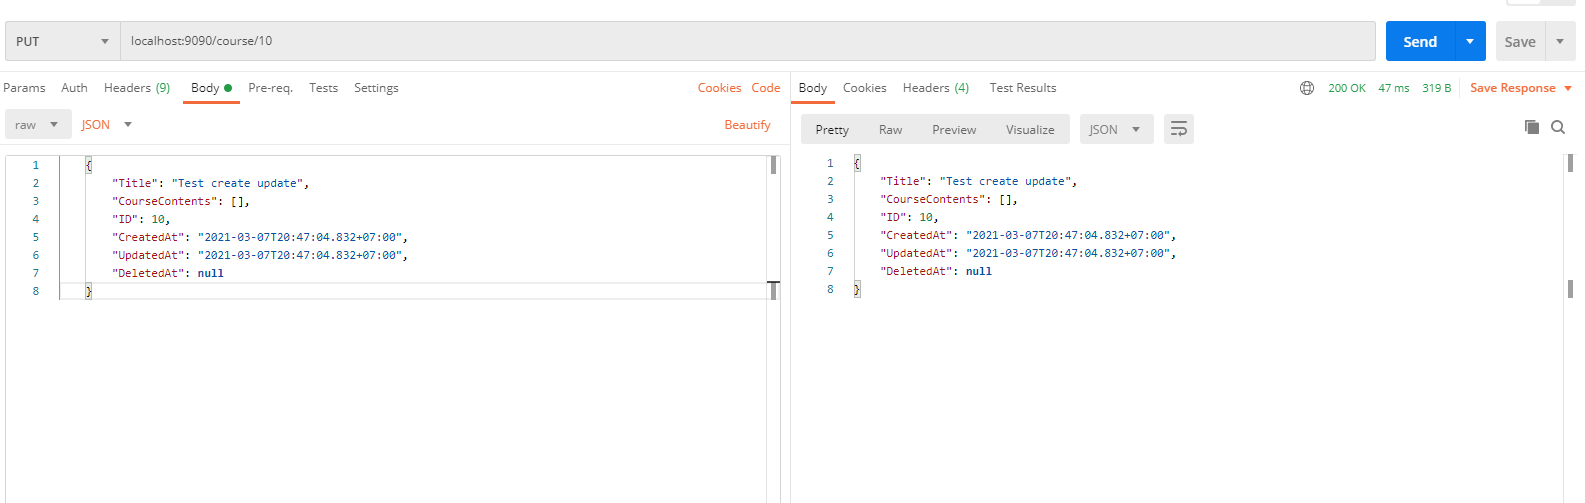 PUT localhost:9090/course/10 Send Save
Params Auth Headers (9) Body Pre-req. Tests Settings Cookies Code
raw JSON Beautify
1 {
2 "Title": "Test create update",
3 "CourseContents": [],
4 "ID": 10,
5 "CreatedAt": "2021-03-07T20:47:04.832+07:00",
6 "UpdatedAt": "2021-03-07T20:47:04.832+07:00",
7 "DeletedAt": null
8 }
Body Cookies Headers (4) Test Results 200 OK 47 ms 319 B Save Response
Pretty Raw Preview Visualize JSON
1 {
2 "Title": "Test create update",
3 "CourseContents": [],
4 "ID": 10,
5 "CreatedAt": "2021-03-07T20:47:04.832+07:00",
6 "UpdatedAt": "2021-03-07T20:47:04.832+07:00",
7 "DeletedAt": null
8 }